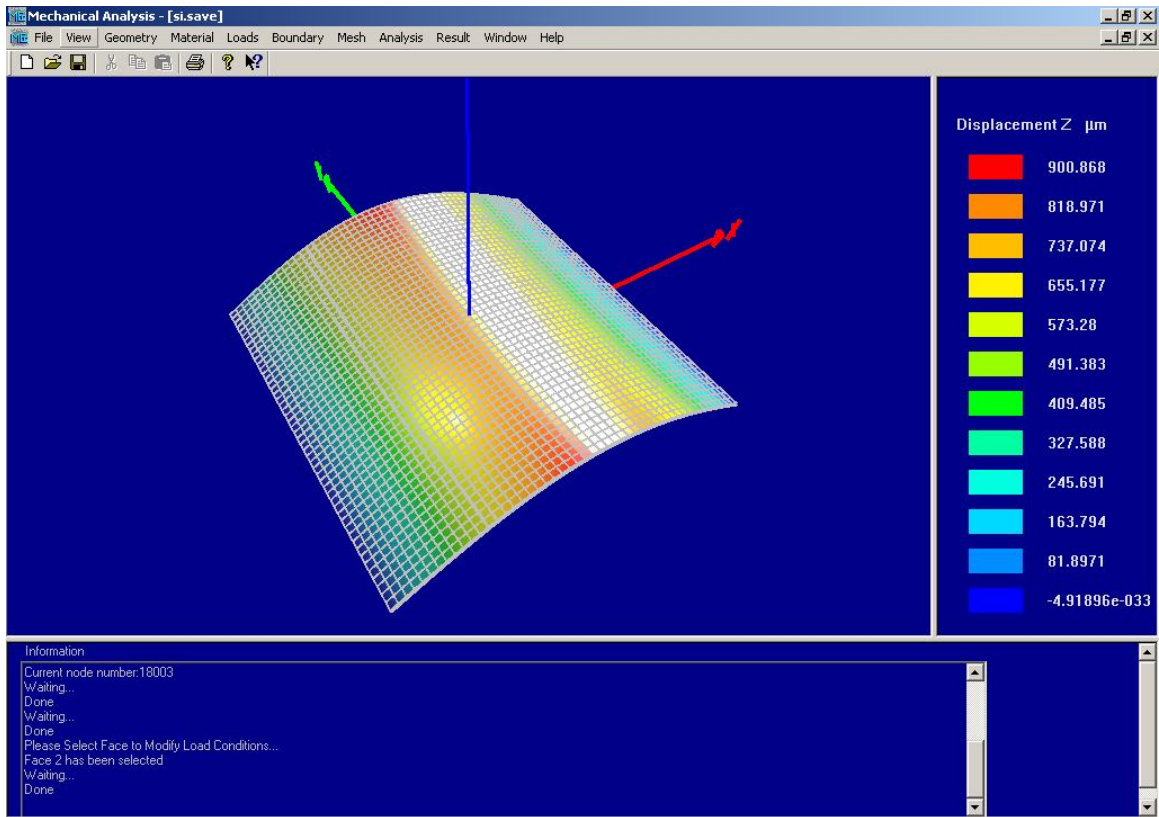 Mechanical Analysis - [si.save]
File View Geometry Material Loads Boundary Mesh Analysis Result Window Help
Displacement Z μm
900.868
818.971
737.074
655.177
573.28
491.383
409.485
327.588
245.691
163.794
81.8971
-4.91896e-033
Information
Current node number:18003
Waiting...
Done
Waiting...
Done
Please Select Face to Modify Load Conditions...
Face 2 has been selected
Waiting...
Done